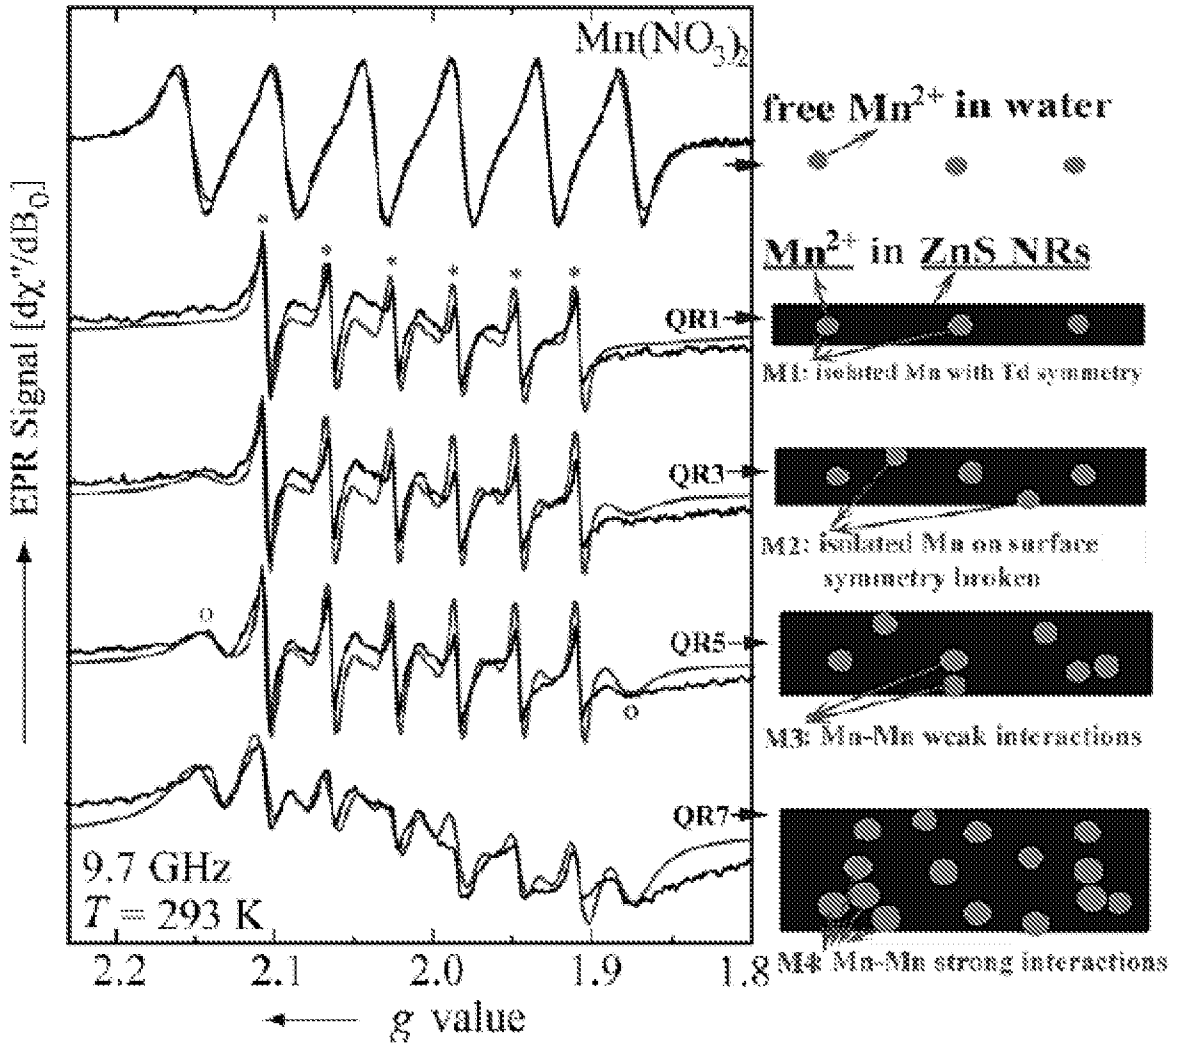 Mn(NO3)2
free Mn2+ in water
Mn2+ in ZnS NRs
QR1
M1: isolated Mn with Td symmetry
QR3
M2: isolated Mn on surface
symmetry broken
QR5
M3: Mn-Mn weak interactions
QR7
M4: Mn-Mn strong interactions
* * * * * *
o
o
EPR Signal [dχ"/dB0]
9.7 GHz
T = 293 K
2.2 2.1 2.0 1.9 1.8
g value